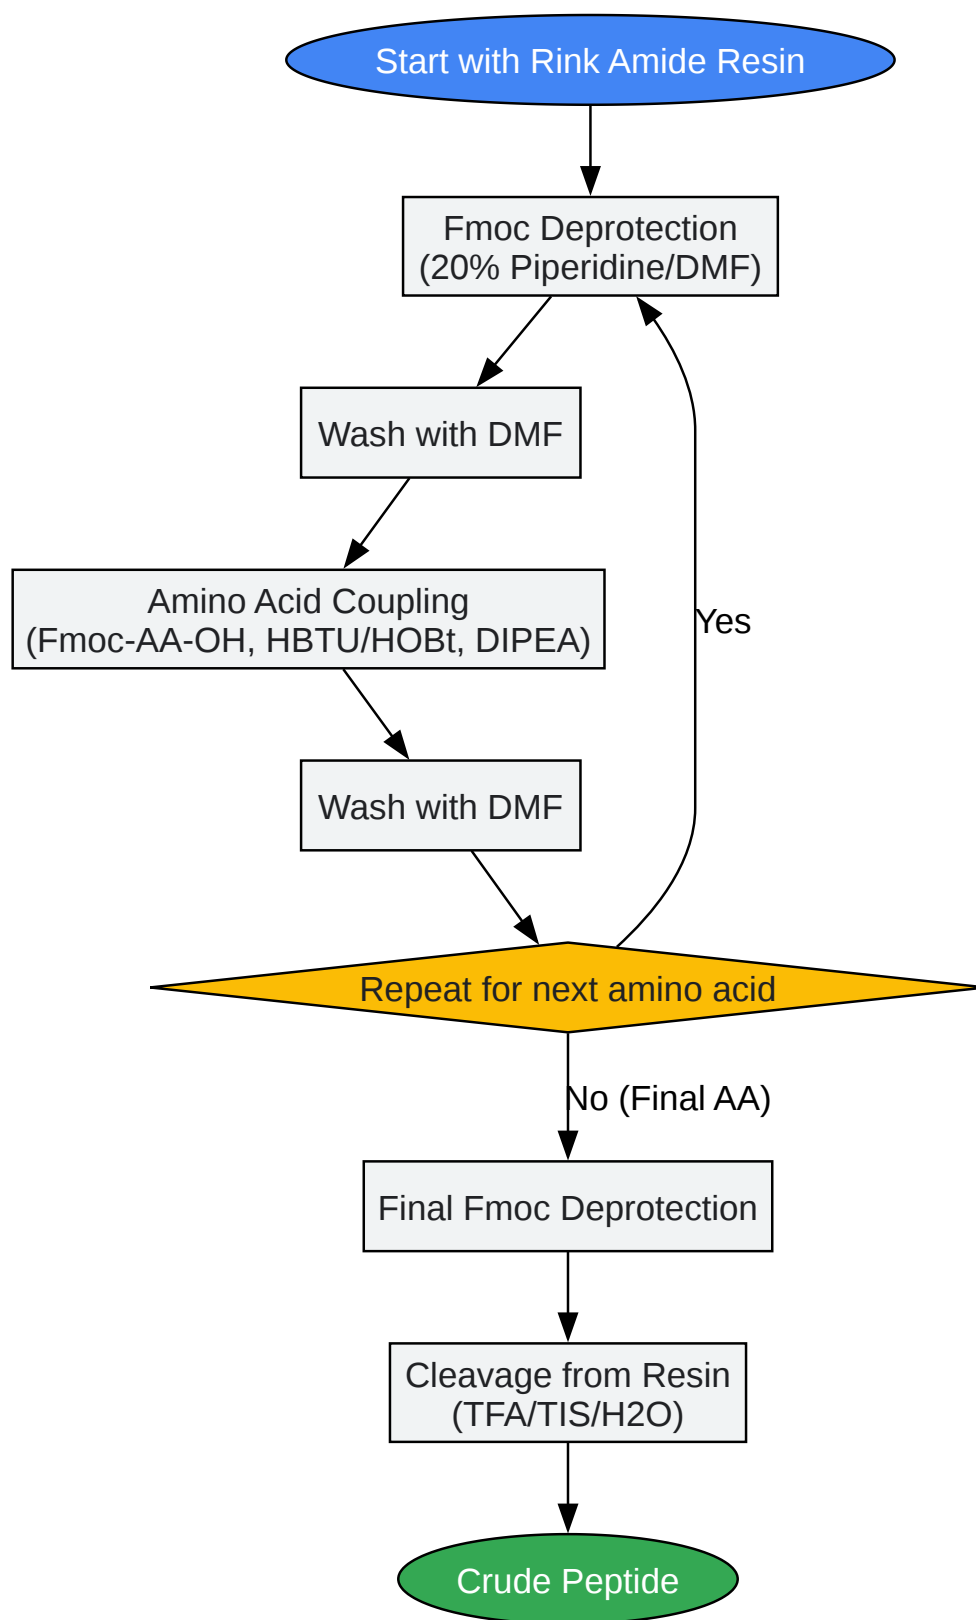 Start with Rink Amide Resin
Fmoc Deprotection
(20% Piperidine/DMF)
Wash with DMF
Amino Acid Coupling
(Fmoc-AA-OH, HBTU/HOBt, DIPEA)
Yes
Wash with DMF
Repeat for next amino acid
No (Final AA)
Final Fmoc Deprotection
Cleavage from Resin
(TFA/TIS/H2O)
Crude Peptide